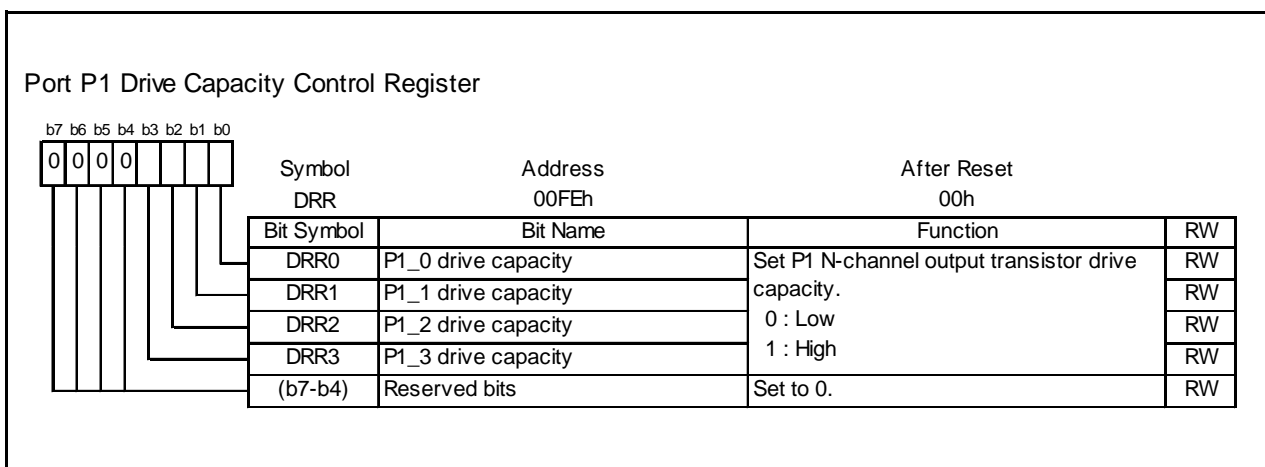 Port P1 Drive Capacity Control Register
b7 b6 b5 b4 b3 b2 b1 b0
0 0 0 0
Symbol Address After Reset
DRR 00FEh 00h
Bit Symbol Bit Name Function RW
DRR0 P1_0 drive capacity Set P1 N-channel output transistor drive RW
DRR1 P1_1 drive capacity capacity. RW
DRR2 P1_2 drive capacity 0 : Low RW
DRR3 P1_3 drive capacity 1 : High RW
(b7-b4) Reserved bits Set to 0. RW